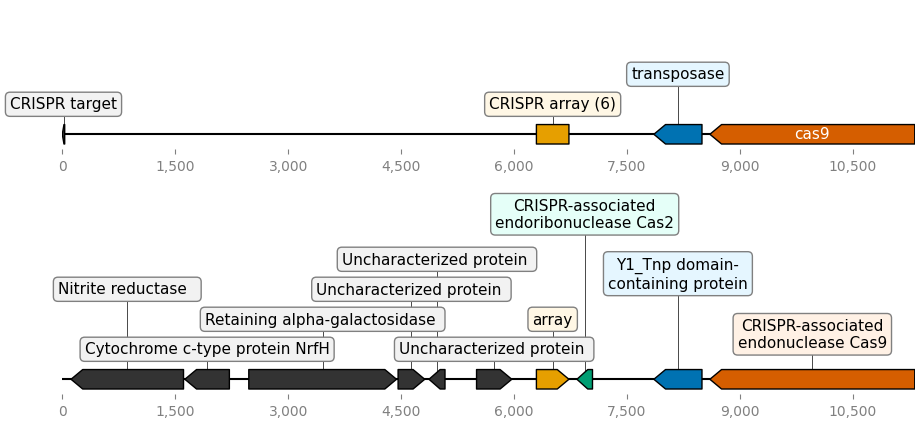 transposase
CRISPR target
CRISPR array (6)
cas9
0 1,500 3,000 4,500 6,000 7,500 9,000 10,500
CRISPR-associated
endoribonuclease Cas2
Uncharacterized protein
Y1_Tnp domain-
containing protein
Nitrite reductase
Uncharacterized protein
Retaining alpha-galactosidase
array
CRISPR-associated
endonuclease Cas9
Cytochrome c-type protein NrfH
Uncharacterized protein
0 1,500 3,000 4,500 6,000 7,500 9,000 10,500